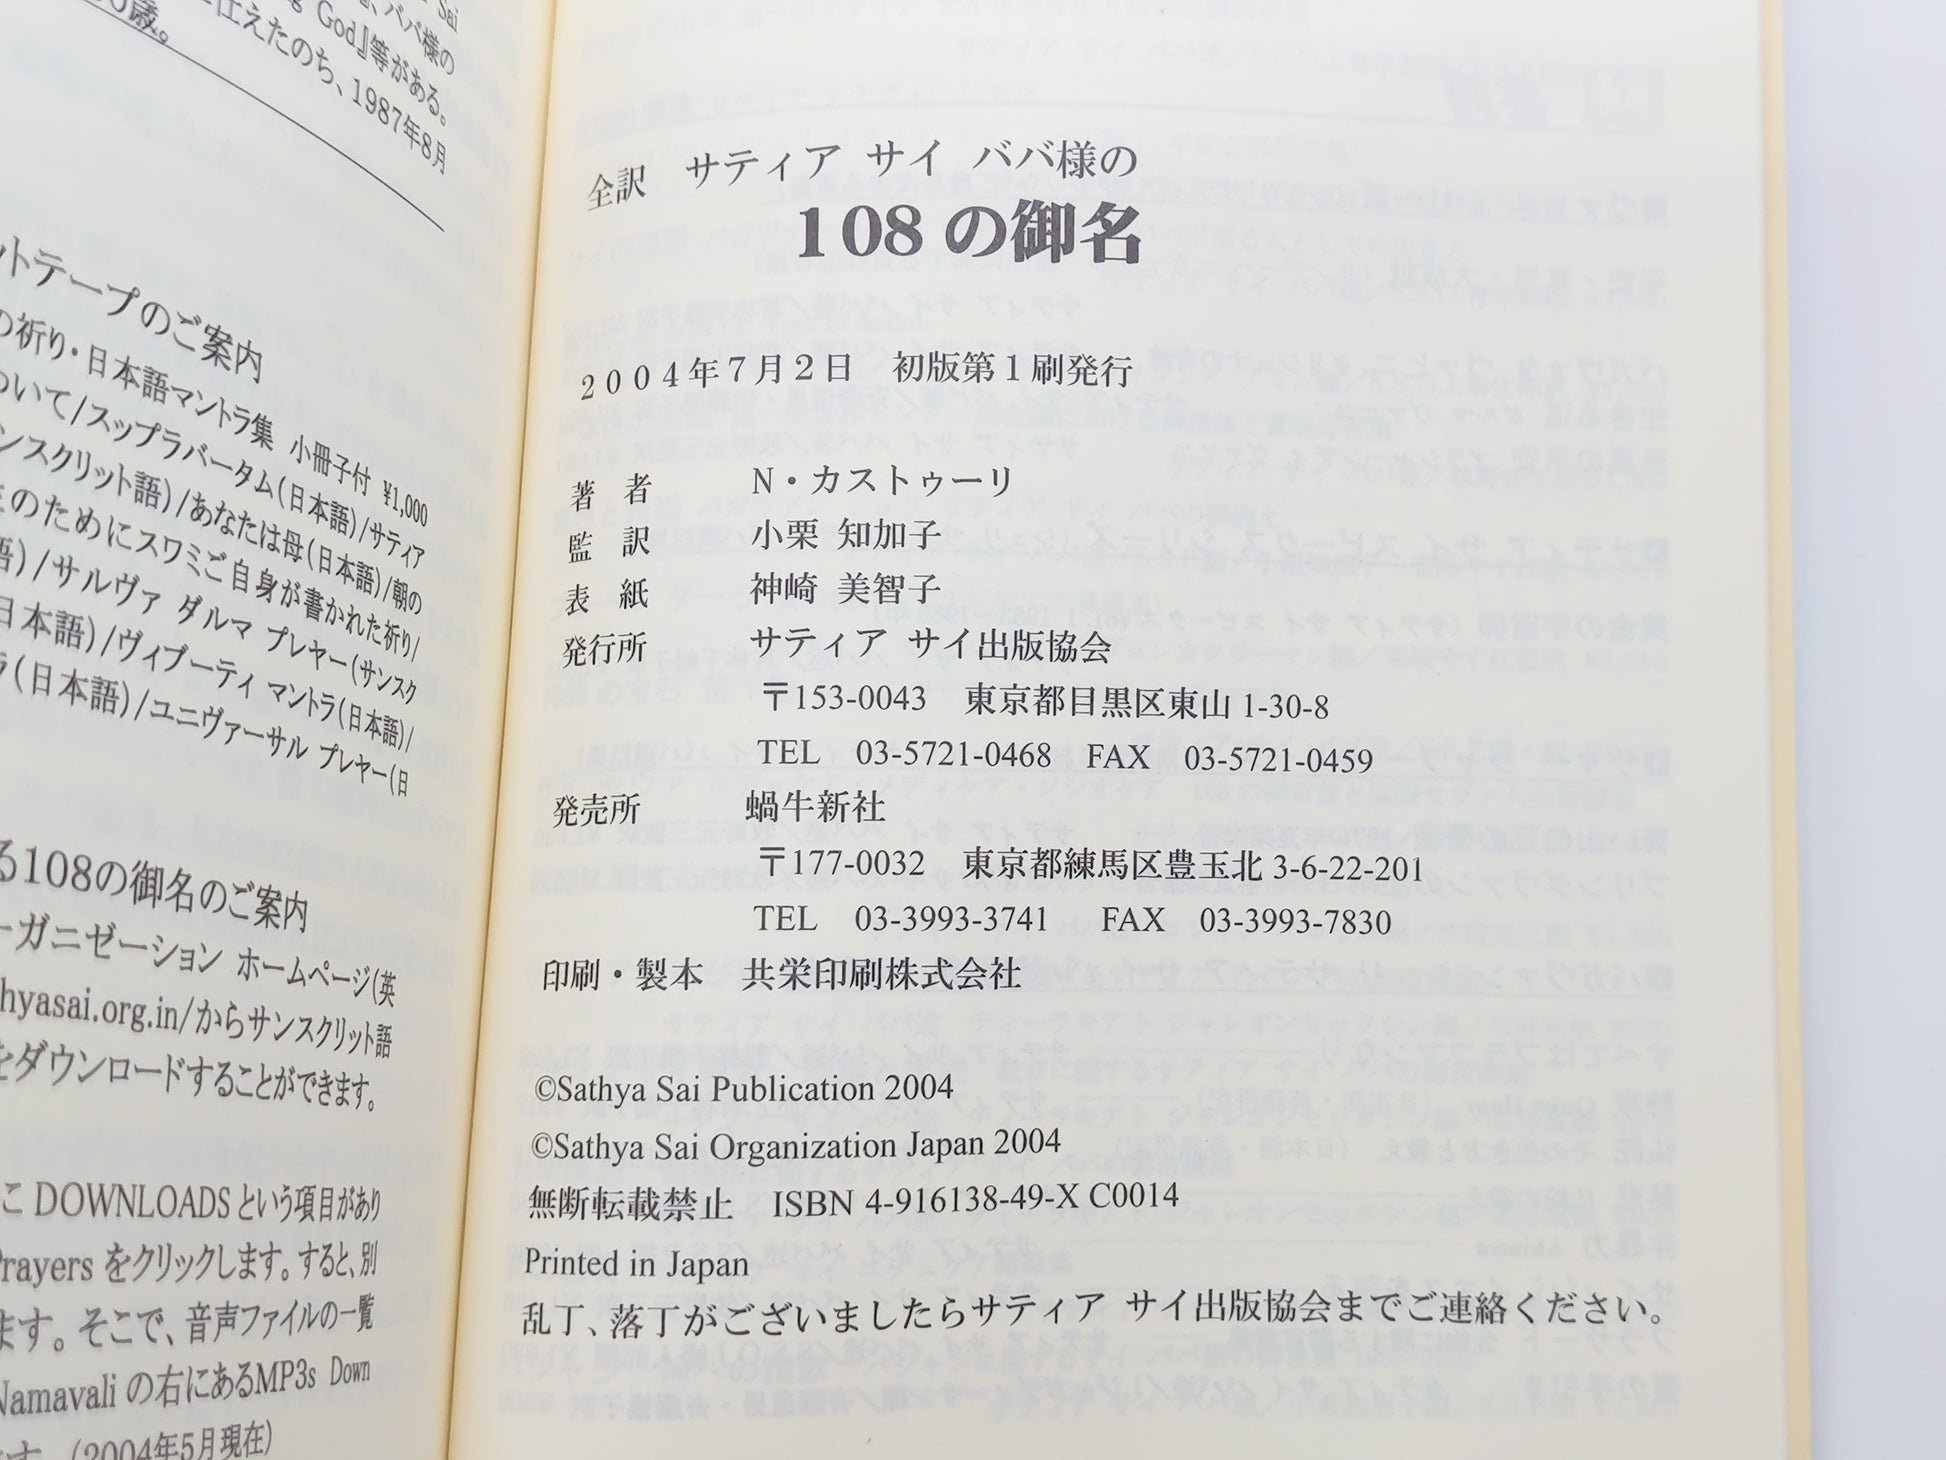 Sai
、ババ様の
God』等がある。
仕えたのち、1987年8月
0歳。
ットテープのご案内
の祈り・日本語マントラ集 小冊子付 ¥1,000
ついて/スップラバータム(日本語)/サティア
ンスクリット語)/あなたは母(日本語)/朝の
Eのためにスワミご自身が書かれた祈り/
語)/サルヴァ ダルマ プレヤー(サンスク
日本語)/ヴィブーティ マントラ(日本語)/
ラ(日本語)/ユニヴァーサル プレヤー(日
る108の御名のご案内
ーガニゼーション ホームページ(英
hyasai.org.in/からサンスクリット語
をダウンロードすることができます。
こ DOWNLOADS という項目があり
Prayers をクリックします。すると、別
ます。そこで、音声ファイルの一覧
Namavali の右にあるMP3s Down
ます。(2004年5月現在)
全訳 サティア サイ ババ様の
108の御名
2004年7月2日 初版第1刷発行
著 者 N・カストゥーリ
監 訳 小栗 知加子
表 紙 神崎 美智子
発行所 サティア サイ出版協会
〒153-0043 東京都目黒区東山 1-30-8
TEL 03-5721-0468 FAX 03-5721-0459
発売所 蝸牛新社
〒177-0032 東京都練馬区豊玉北 3-6-22-201
TEL 03-3993-3741 FAX 03-3993-7830
印刷・製本 共栄印刷株式会社
©Sathya Sai Publication 2004
©Sathya Sai Organization Japan 2004
無断転載禁止 ISBN 4-916138-49-X C0014
Printed in Japan
乱丁、落丁がございましたらサティア サイ出版協会までご連絡ください。